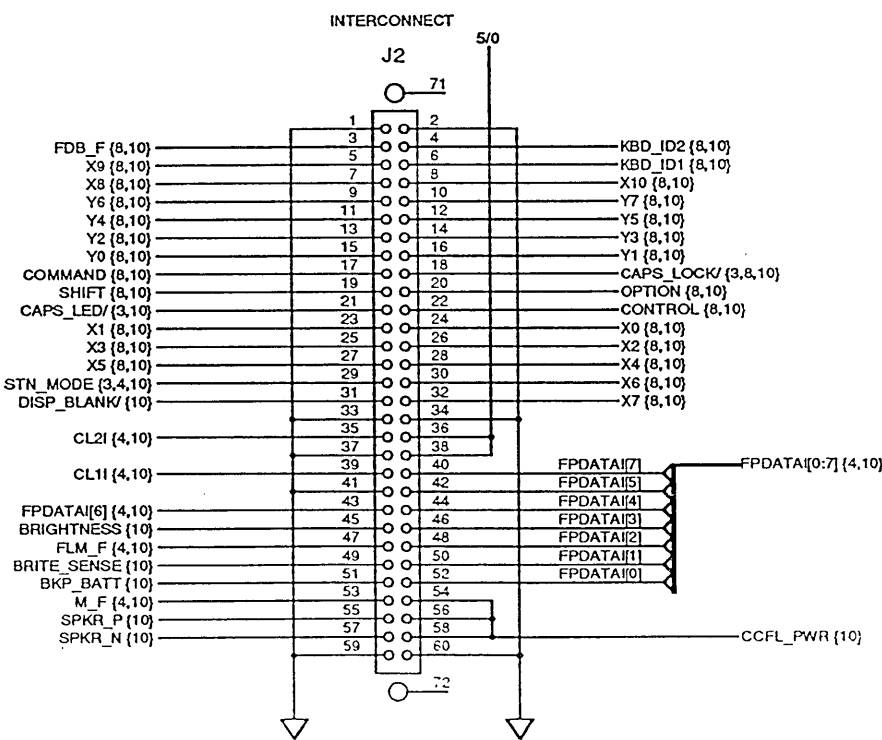 INTERCONNECT
5/0
J2
71
1 2
FDB_F {8,10} 3 4 KBD_ID2 {8,10}
X9 {8,10} 5 6 KBD_ID1 {8,10}
X8 {8,10} 7 8 X10 {8,10}
Y6 {8,10} 9 10 Y7 {8,10}
Y4 {8,10} 11 12 Y5 {8,10}
Y2 {8,10} 13 14 Y3 {8,10}
Y0 {8,10} 15 16 Y1 {8,10}
COMMAND {8,10} 17 18 CAPS_LOCK/ {3,8,10}
SHIFT {8,10} 19 20 OPTION {8,10}
CAPS_LED/ {3,10} 21 22 CONTROL {8,10}
X1 {8,10} 23 24 X0 {8,10}
X3 {8,10} 25 26 X2 {8,10}
X5 {8,10} 27 28 X4 {8,10}
STN_MODE {3,4,10} 29 30 X6 {8,10}
DISP_BLANK/ {10} 31 32 X7 {8,10}
33 34
CL2I {4,10} 35 36
37 38
CL1I {4,10} 39 40 FPDATAI[7] FPDATAI[0:7] {4,10}
41 42 FPDATAI[5]
FPDATAI[6] {4,10} 43 44 FPDATAI[4]
BRIGHTNESS {10} 45 46 FPDATAI[3]
FLM_F {4,10} 47 48 FPDATAI[2]
BRITE_SENSE {10} 49 50 FPDATAI[1]
BKP_BATT {10} 51 52 FPDATAI[0]
M_F {4,10} 53 54
SPKR_P {10} 55 56
SPKR_N {10} 57 58 CCFL_PWR {10}
59 60
72